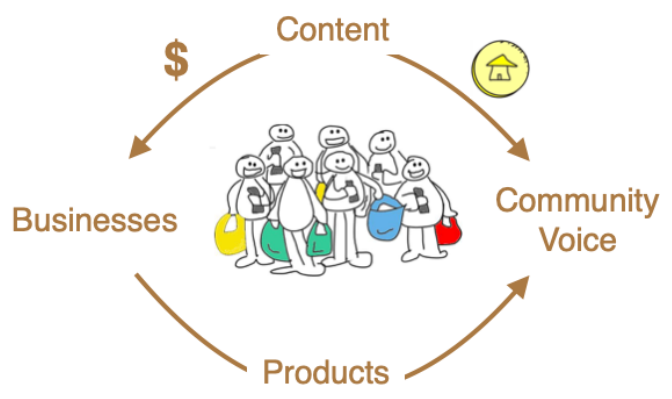 Content
$
Businesses
Community
Voice
Products